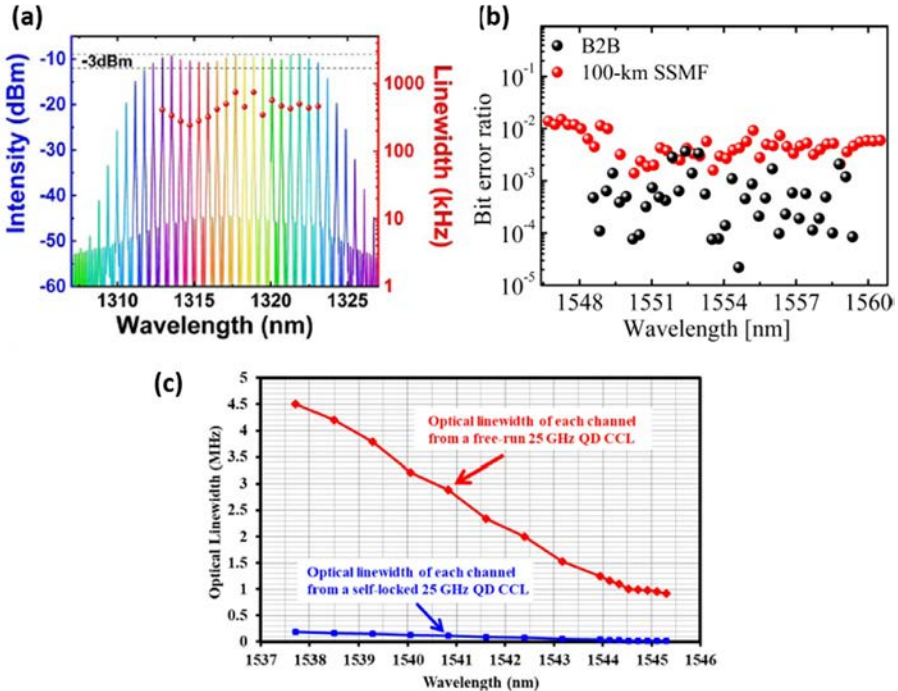 (a)
Intensity (dBm)
-10
-20
-30
-40
-50
-60
-3dBm
1000
100
10
1
Linewidth (kHz)
1310
1315
1320
1325
Wavelength (nm)
(b)
Bit error ratio
10⁻¹
10⁻²
10⁻³
10⁻⁴
10⁻⁵
B2B
100-km SSMF
1548
1551
1554
1557
1560
Wavelength [nm]
(c)
Optical Linewidth (MHz)
5
4.5
4
3.5
3
2.5
2
1.5
1
0.5
0
Optical linewidth of each channel
from a free-run 25 GHz QD CCL
Optical linewidth of each channel
from a self-locked 25 GHz QD CCL
1537
1538
1539
1540
1541
1542
1543
1544
1545
1546
Wavelength (nm)